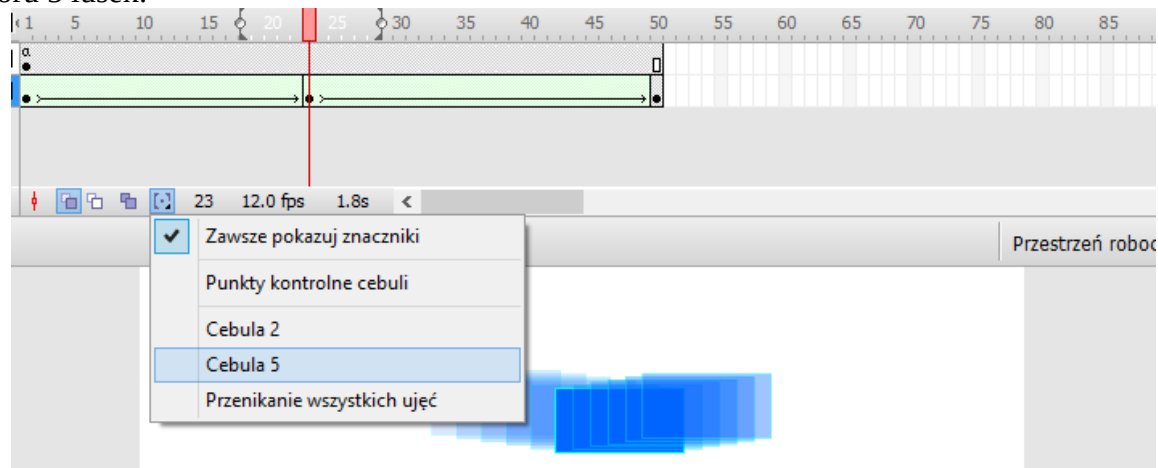 1 5 10 15 20 25 30 35 40 45 50 55 60 65 70 75 80 85
a
23 12.0 fps 1.8s
Zawsze pokazuj znaczniki
Przestrzeń roboc
Punkty kontrolne cebuli
Cebula 2
Cebula 5
Przenikanie wszystkich ujęć